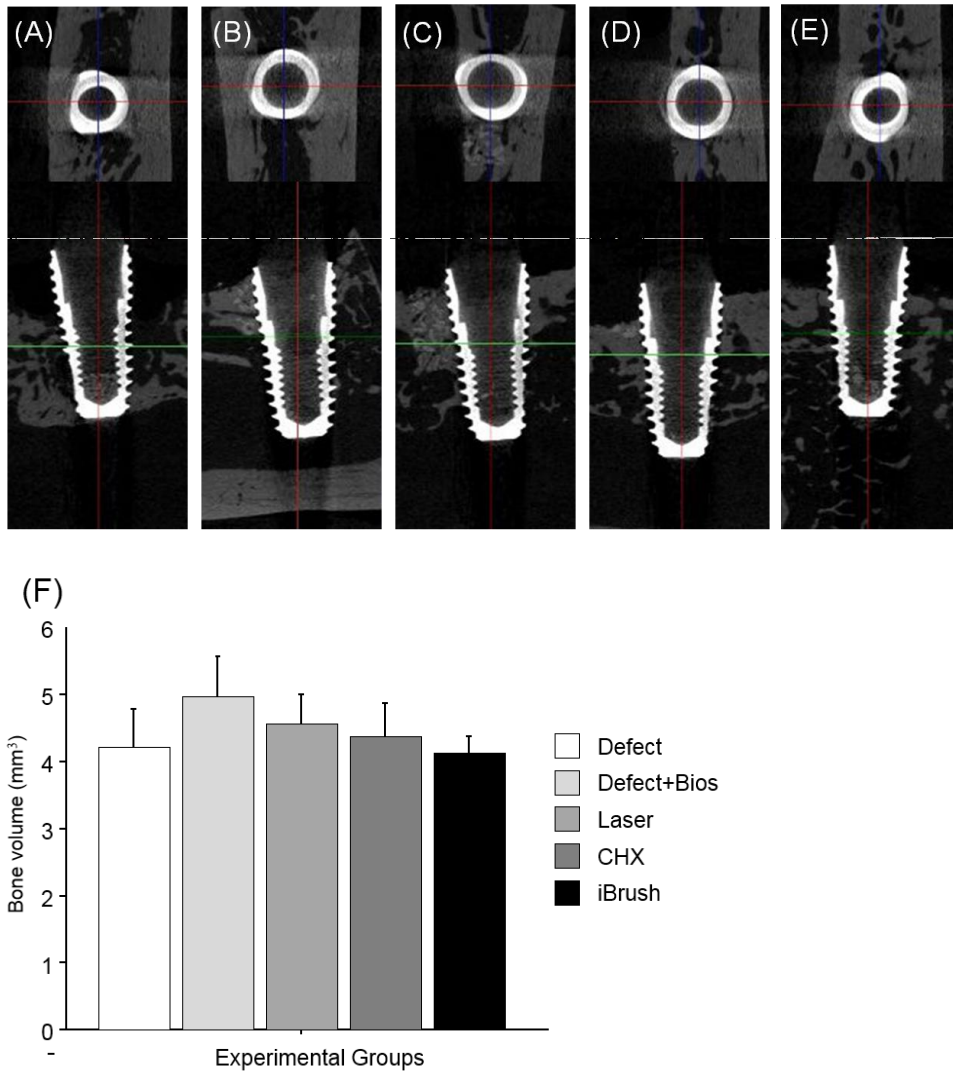 (A)
(B)
(C)
(D)
(E)
(F)
Bone volume (mm³)
6
5
4
3
2
1
0
-
Experimental Groups
Defect
Defect+Bios
Laser
CHX
iBrush